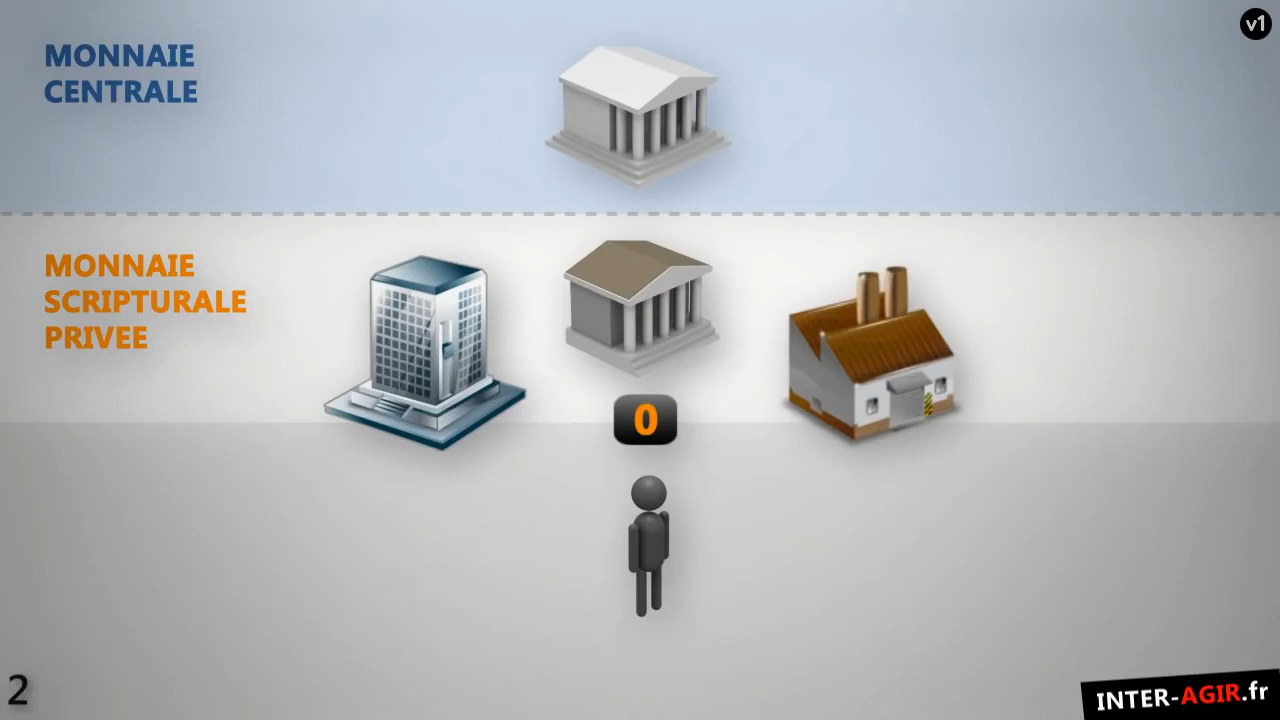 MONNAIE
CENTRALE
v1
MONNAIE
SCRIPTURALE
PRIVEE
0
2
INTER-AGIR.fr